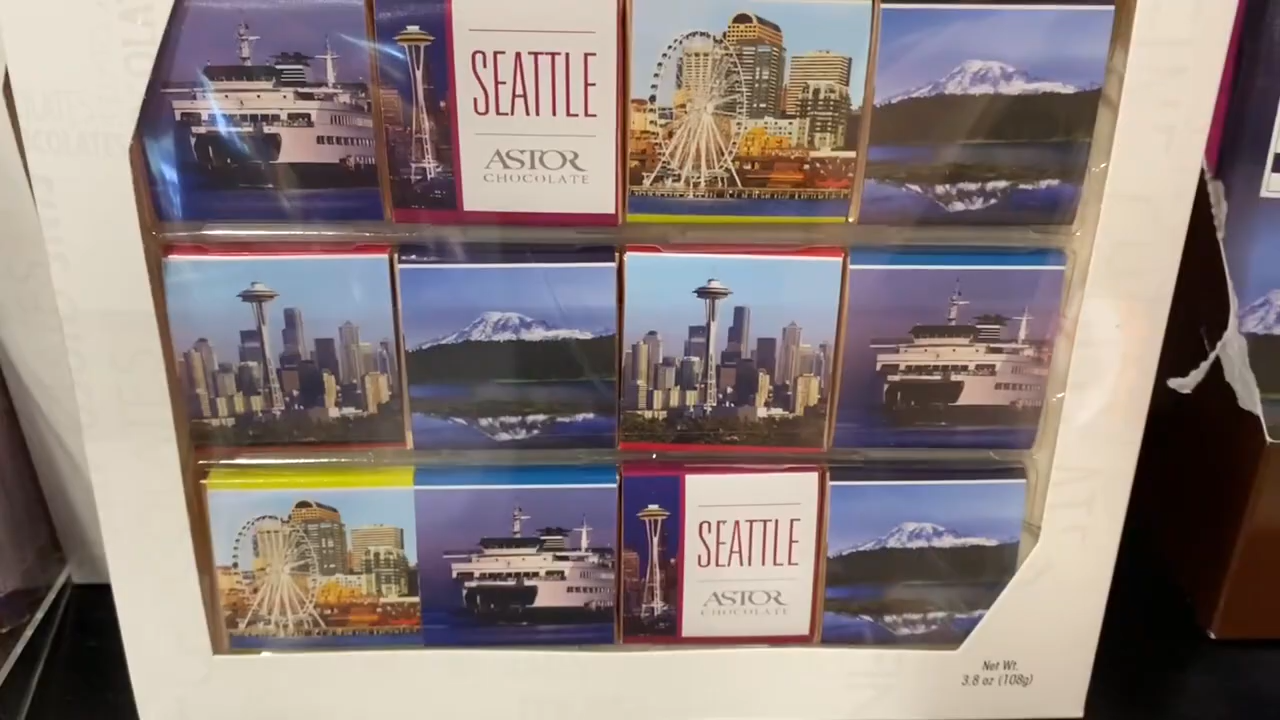 SEATTLE
ASTOR
CHOCOLATE
SEATTLE
ASTOR
CHOCOLATE
Net Wt.
3.8 oz (108g)